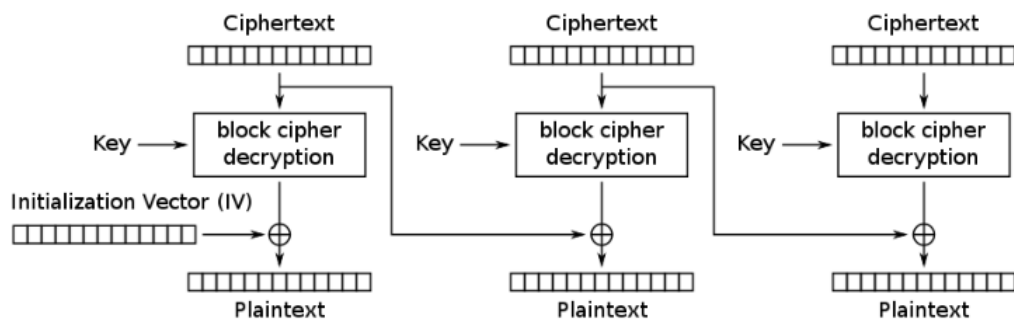 Ciphertext
Ciphertext
Ciphertext
Key
block cipher
decryption
Key
block cipher
decryption
Key
block cipher
decryption
Initialization Vector (IV)
Plaintext
Plaintext
Plaintext